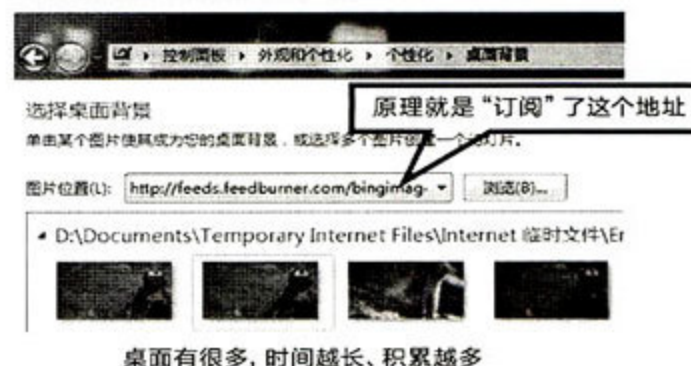 控制面板 ▸ 外观和个性化 ▸ 个性化 ▸ 桌面背景
原理就是“订阅”了这个地址
选择桌面背景
单击某个图片使其成为您的桌面背景，或选择多个图片创建一个幻灯片。
图片位置(L): http://feeds.feedburner.com/bingimag- 浏览(B)...
D:\Documents\Temporary Internet Files\Internet 临时文件\Er
桌面有很多，时间越长、积累越多